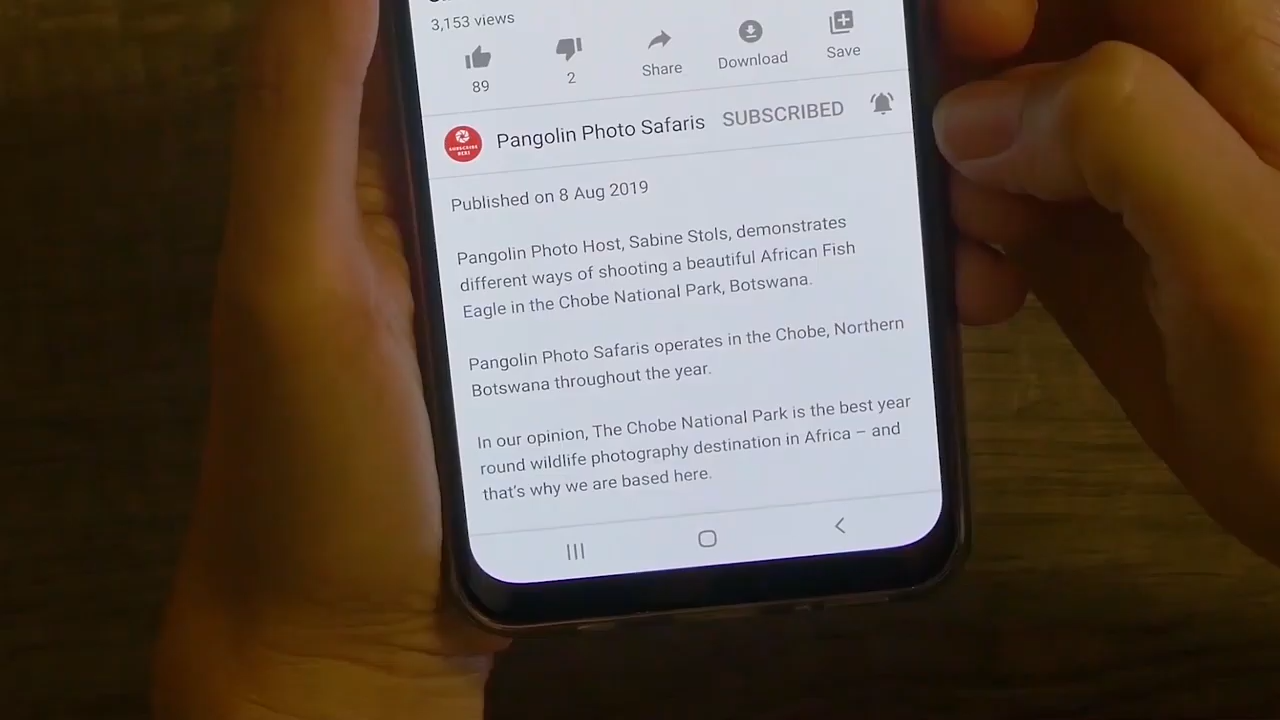 3,153 views
89
2
Share
Download
Save
SUBSCRIBE
HERE
Pangolin Photo Safaris
SUBSCRIBED
Published on 8 Aug 2019
Pangolin Photo Host, Sabine Stols, demonstrates
different ways of shooting a beautiful African Fish
Eagle in the Chobe National Park, Botswana.
Pangolin Photo Safaris operates in the Chobe, Northern
Botswana throughout the year.
In our opinion, The Chobe National Park is the best year
round wildlife photography destination in Africa – and
that's why we are based here.